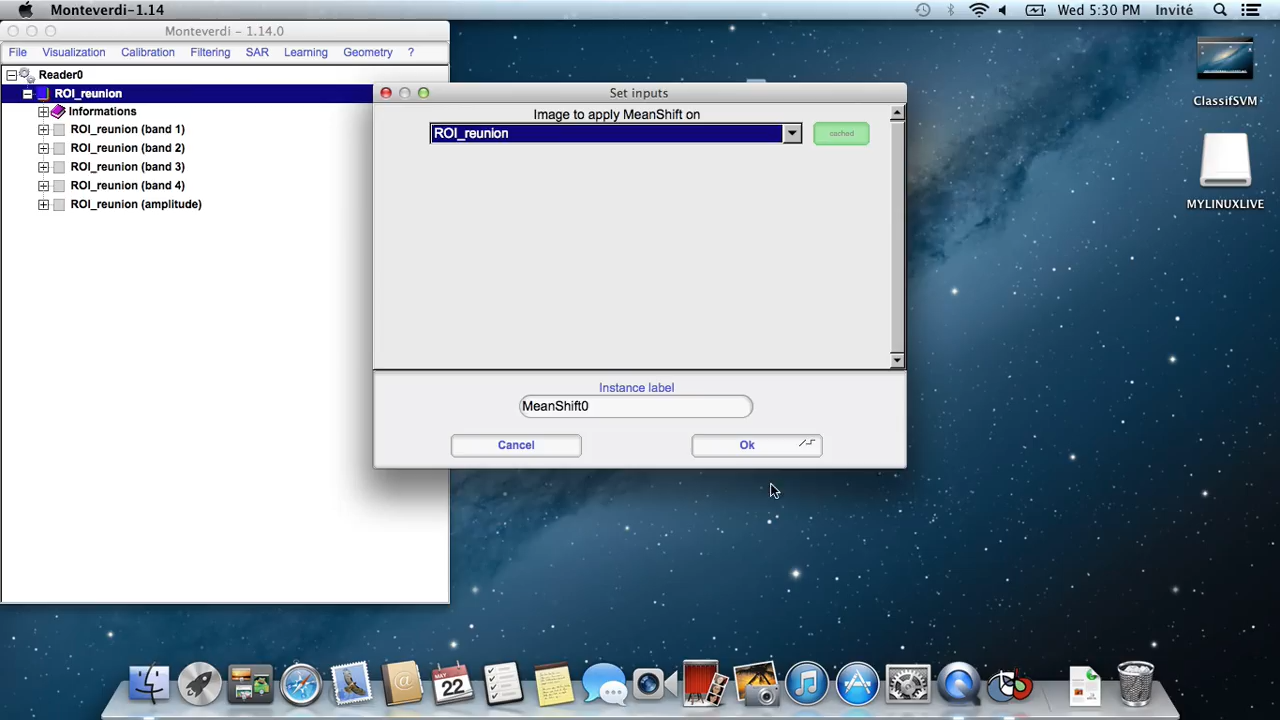 Monteverdi-1.14
Wed 5:30 PM Invité
Monteverdi - 1.14.0
File Visualization Calibration Filtering SAR Learning Geometry ?
Reader0
ROI_reunion
Informations
ROI_reunion (band 1)
ROI_reunion (band 2)
ROI_reunion (band 3)
ROI_reunion (band 4)
ROI_reunion (amplitude)
Set inputs
Image to apply MeanShift on
ROI_reunion
cached
Instance label
MeanShift0
Cancel
Ok
ClassifSVM
MYLINUXLIVE
MAY
22